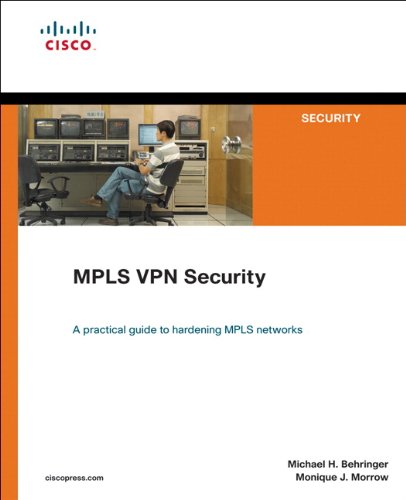 CISCO
SECURITY
MPLS VPN Security
A practical guide to hardening MPLS networks
Michael H. Behringer
Monique J. Morrow
ciscopress.com